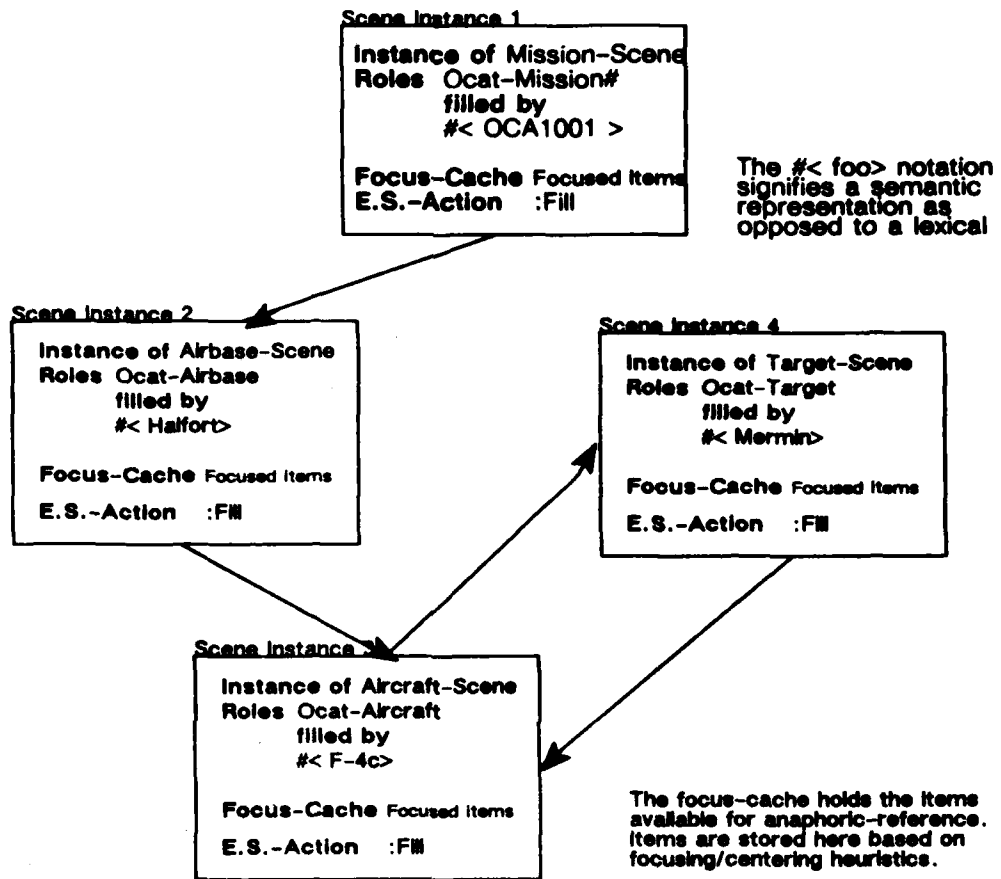 Scene Instance 1
Instance of Mission-Scene
Roles Ocat-Mission#
filled by
#< OCA1001 >
Focus-Cache Focused Items
E.S.-Action :Fill
The #< foo> notation
signifies a semantic
representation as
opposed to a lexical
Scene Instance 2
Instance of Airbase-Scene
Roles Ocat-Airbase
filled by
#< Halfort>
Focus-Cache Focused Items
E.S.-Action :Fill
Scene Instance 4
Instance of Target-Scene
Roles Ocat-Target
filled by
#< Mermin>
Focus-Cache Focused Items
E.S.-Action :Fill
Scene Instance
Instance of Aircraft-Scene
Roles Ocat-Aircraft
filled by
#< F-4c>
Focus-Cache Focused Items
E.S.-Action :Fill
The focus-cache holds the items
available for anaphoric-reference.
Items are stored here based on
focusing/centering heuristics.